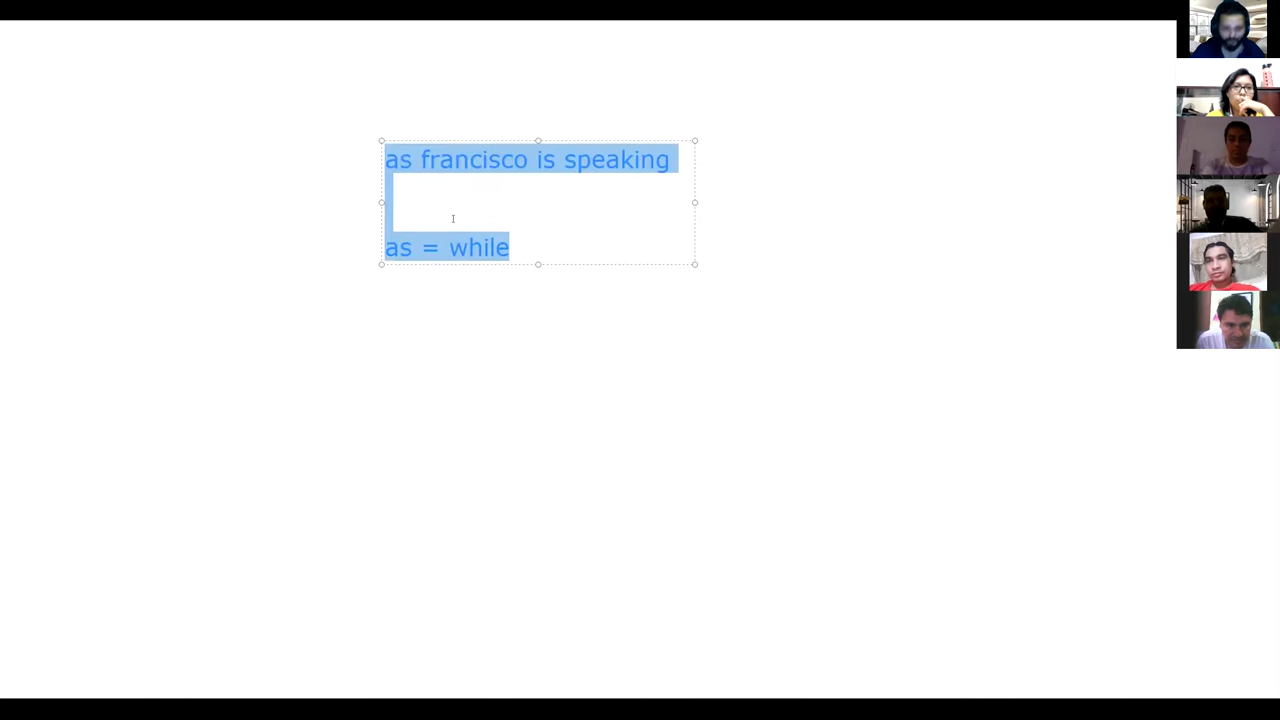 as francisco is speaking
as = while